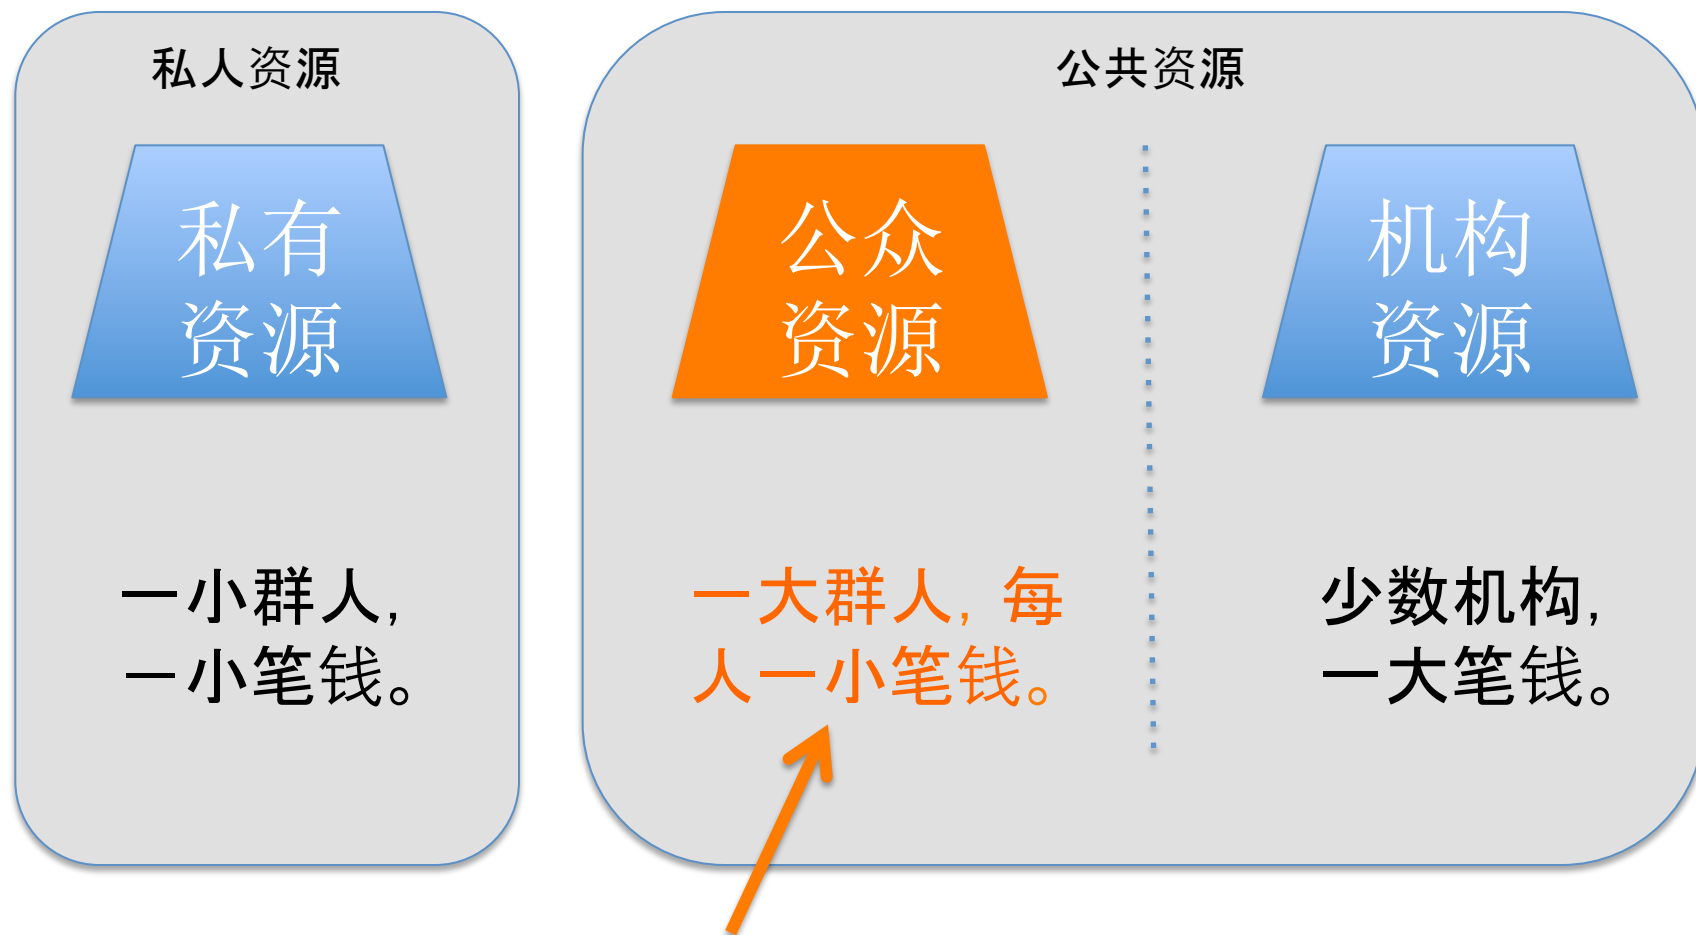 私人资源
私有
资源
一小群人,
一小笔钱。
公共资源
公众
资源
一大群人, 每
人一小笔钱。
机构
资源
少数机构,
一大笔钱。